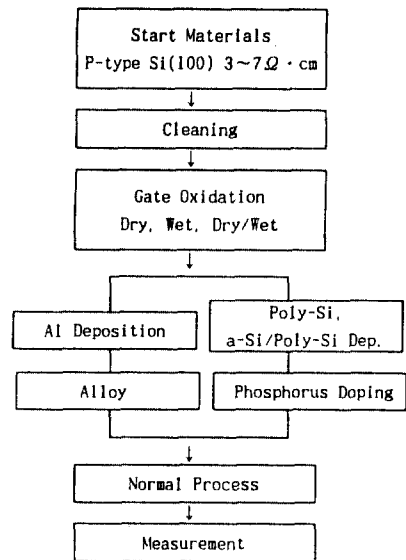 Start Materials
P-type Si(100) 3~7Ω·cm
Cleaning
Gate Oxidation
Dry, Wet, Dry/Wet
Al Deposition
Poly-Si,
a-Si/Poly-Si Dep.
Alloy
Phosphorus Doping
Normal Process
Measurement